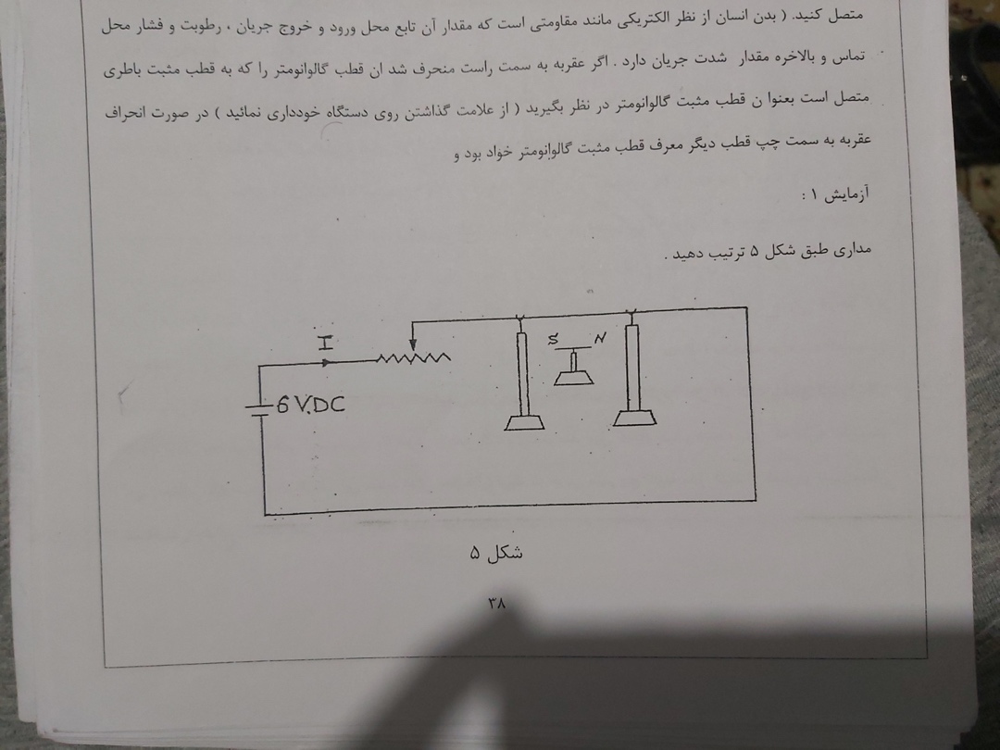 متصل کنید. ( بدن انسان از نظر الکتریکی مانند مقاومتی است که مقدار آن تابع محل ورود و خروج جریان ، رطوبت و فشار محل
تماس و بالاخره مقدار شدت جریان دارد . اگر عقربه به سمت راست منحرف شد ان قطب گالوانومتر را که به قطب مثبت باطری
متصل است بعنوا ن قطب مثبت گالوانومتر در نظر بگیرید ( از علامت گذاشتن روی دستگاه خودداری نمائید ) در صورت انحراف
عقربه به سمت چپ قطب دیگر معرف قطب مثبت گالوانومتر خواد بود و
آزمایش ۱ :
مداری طبق شکل ۵ ترتیب دهید .
I
S N
6 V.DC
شکل ۵
۳۸